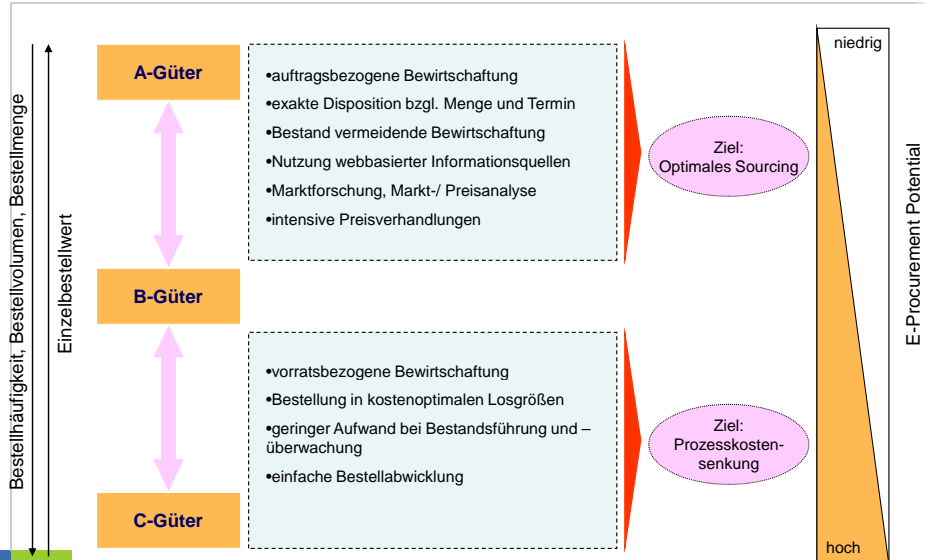 Bestellhäufigkeit, Bestellvolumen, Bestellmenge
Einzelbestellwert
A-Güter
•auftragsbezogene Bewirtschaftung
•exakte Disposition bzgl. Menge und Termin
•Bestand vermeidende Bewirtschaftung
•Nutzung webbasierter Informationsquellen
•Marktforschung, Markt-/ Preisanalyse
•intensive Preisverhandlungen
Ziel:
Optimales Sourcing
niedrig
E-Procurement Potential
B-Güter
•vorratsbezogene Bewirtschaftung
•Bestellung in kostenoptimalen Losgrößen
•geringer Aufwand bei Bestandsführung und –
überwachung
•einfache Bestellabwicklung
Ziel:
Prozesskosten-
senkung
C-Güter
hoch